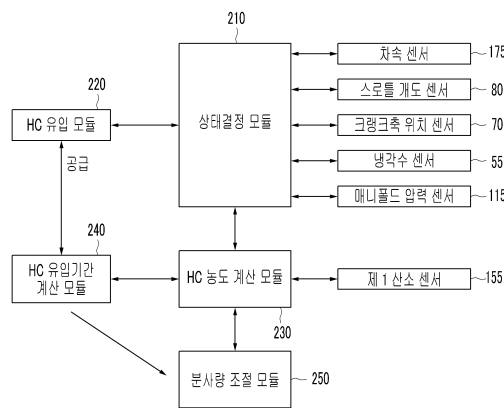 210
상태결정 모듈
차속 센서
175
스로틀 개도 센서
80
크랭크축 위치 센서
70
냉각수 센서
55
매니폴드 압력 센서
115
220
HC 유입 모듈
공급
240
HC 유입기간
계산 모듈
HC 농도 계산 모듈
230
제 1 산소 센서
155
분사량 조절 모듈
250